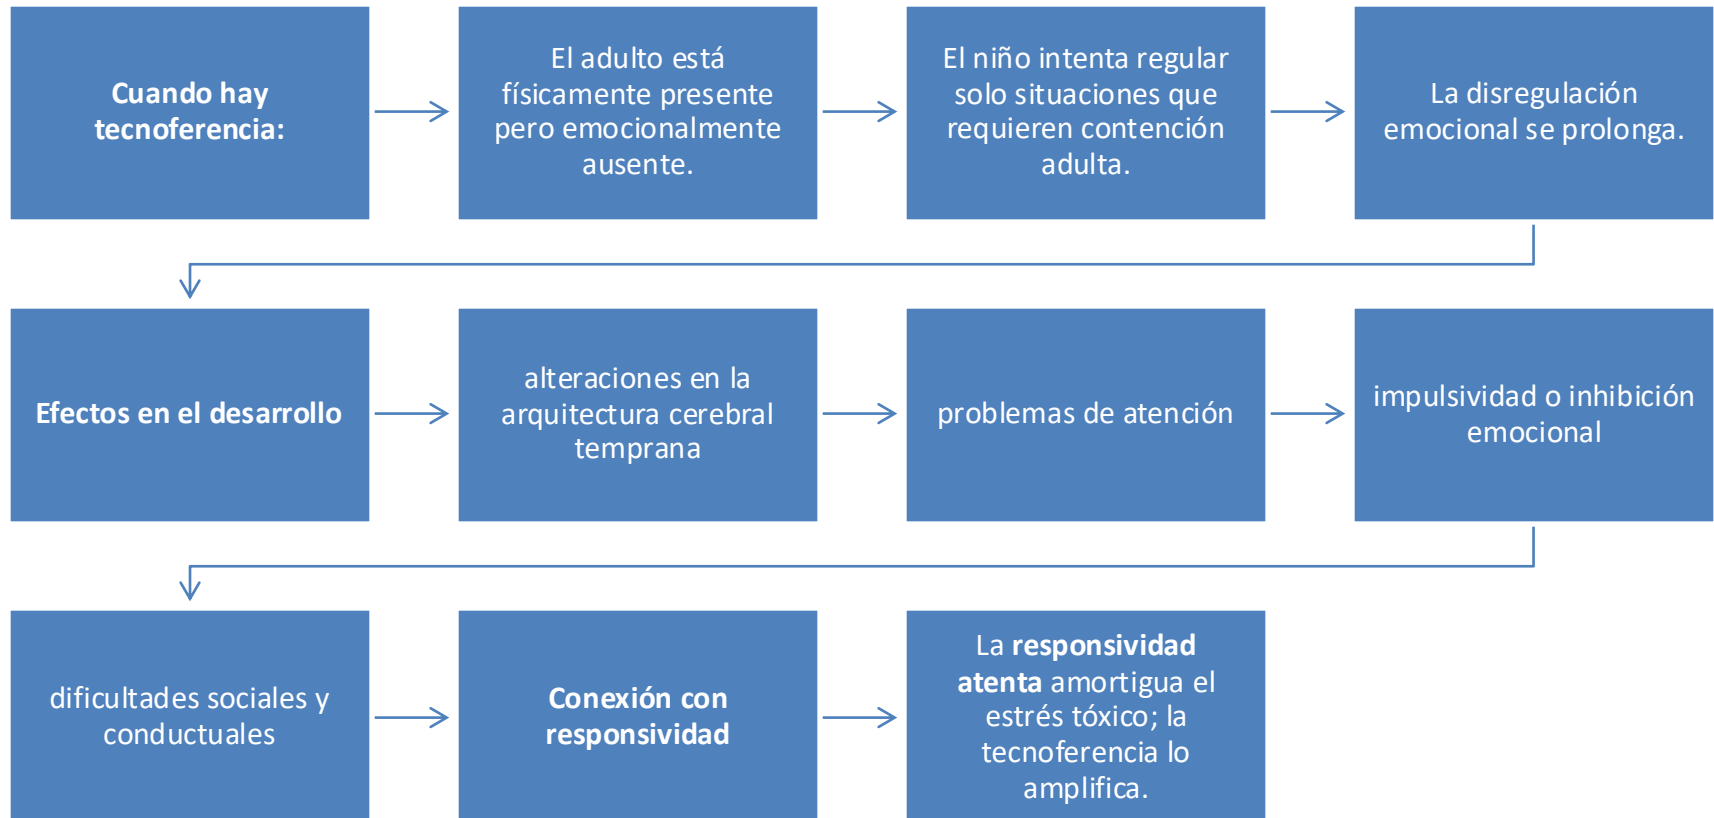 Cuando hay
tecnoferencia:
El adulto está
físicamente presente
pero emocionalmente
ausente.
El niño intenta regular
solo situaciones que
requieren contención
adulta.
La disregulación
emocional se prolonga.
Efectos en el desarrollo
alteraciones en la
arquitectura cerebral
temprana
problemas de atención
impulsividad o inhibición
emocional
dificultades sociales y
conductuales
Conexión con
responsividad
La responsividad
atenta amortigua el
estrés tóxico; la
tecnoferencia lo
amplifica.